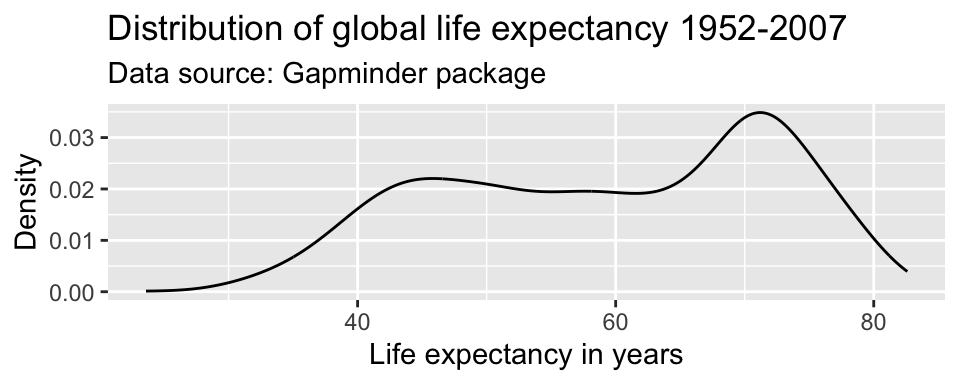 Distribution of global life expectancy 1952-2007
Data source: Gapminder package
Density
0.03
0.02
0.01
0.00
40 60 80
Life expectancy in years